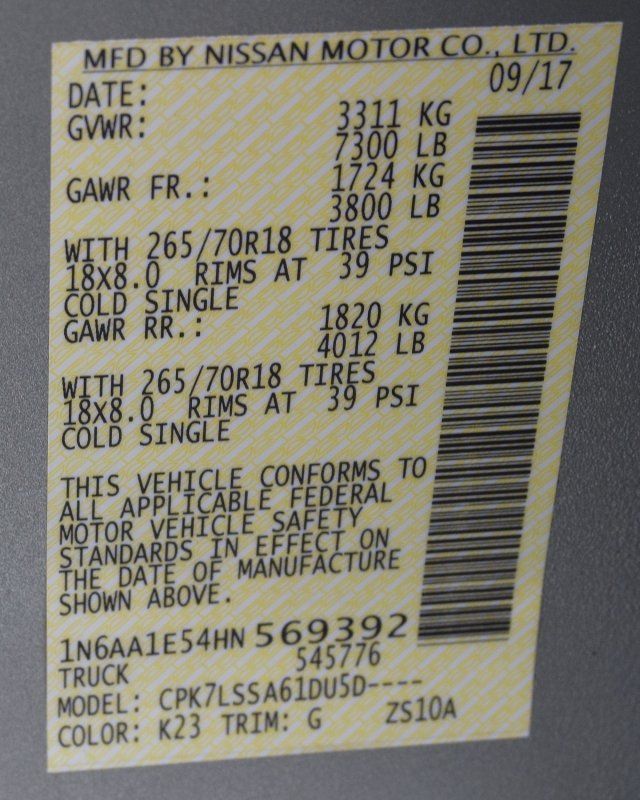 MFD BY NISSAN MOTOR CO., LTD.
DATE: 09/17
GVWR: 3311 KG
7300 LB
GAWR FR.: 1724 KG
3800 LB
WITH 265/70R18 TIRES
18X8.0 RIMS AT 39 PSI
COLD SINGLE
GAWR RR.: 1820 KG
4012 LB
WITH 265/70R18 TIRES
18X8.0 RIMS AT 39 PSI
COLD SINGLE
THIS VEHICLE CONFORMS TO
ALL APPLICABLE FEDERAL
MOTOR VEHICLE SAFETY
STANDARDS IN EFFECT ON
THE DATE OF MANUFACTURE
SHOWN ABOVE.
1N6AA1E54HN 569392
TRUCK 545776
MODEL: CPK7LSSA61DU5D----
COLOR: K23 TRIM: G ZS10A